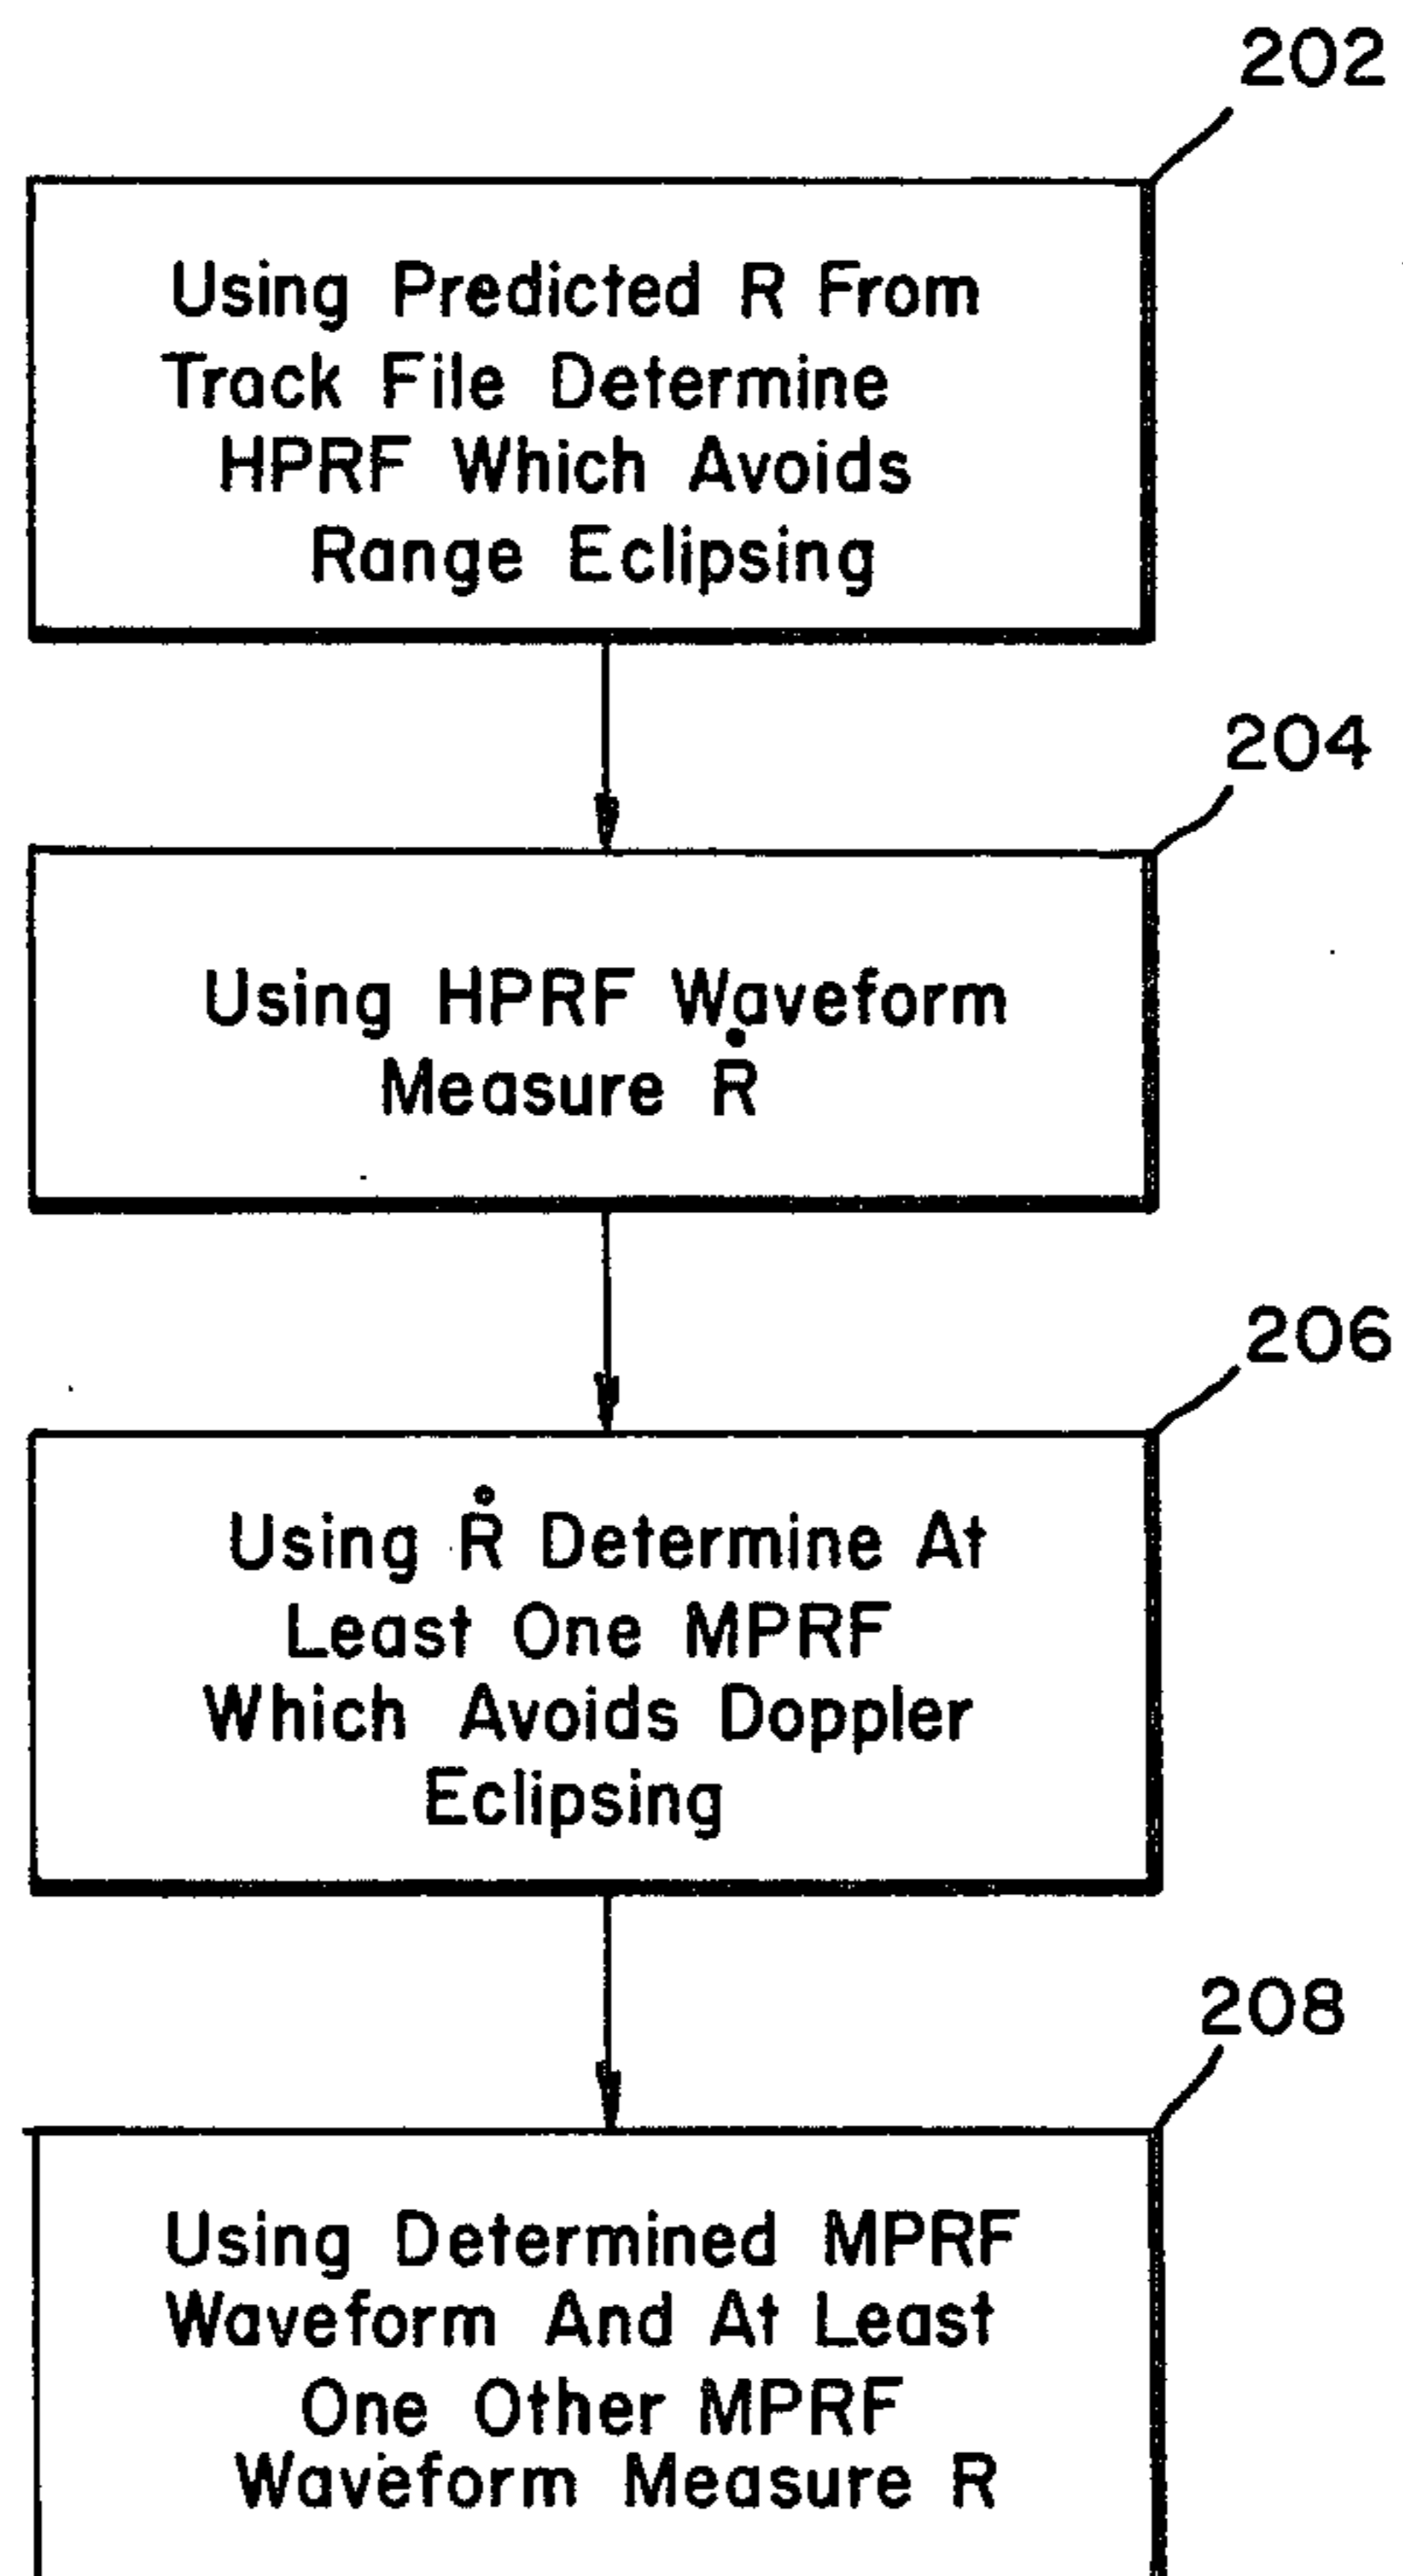 202
Using Predicted R From
Track File Determine
HPRF Which Avoids
Range Eclipsing
204
Using HPRF Waveform
Measure Ṙ
206
Using Ṙ Determine At
Least One MPRF
Which Avoids Doppler
Eclipsing
208
Using Determined MPRF
Waveform And At Least
One Other MPRF
Waveform Measure R